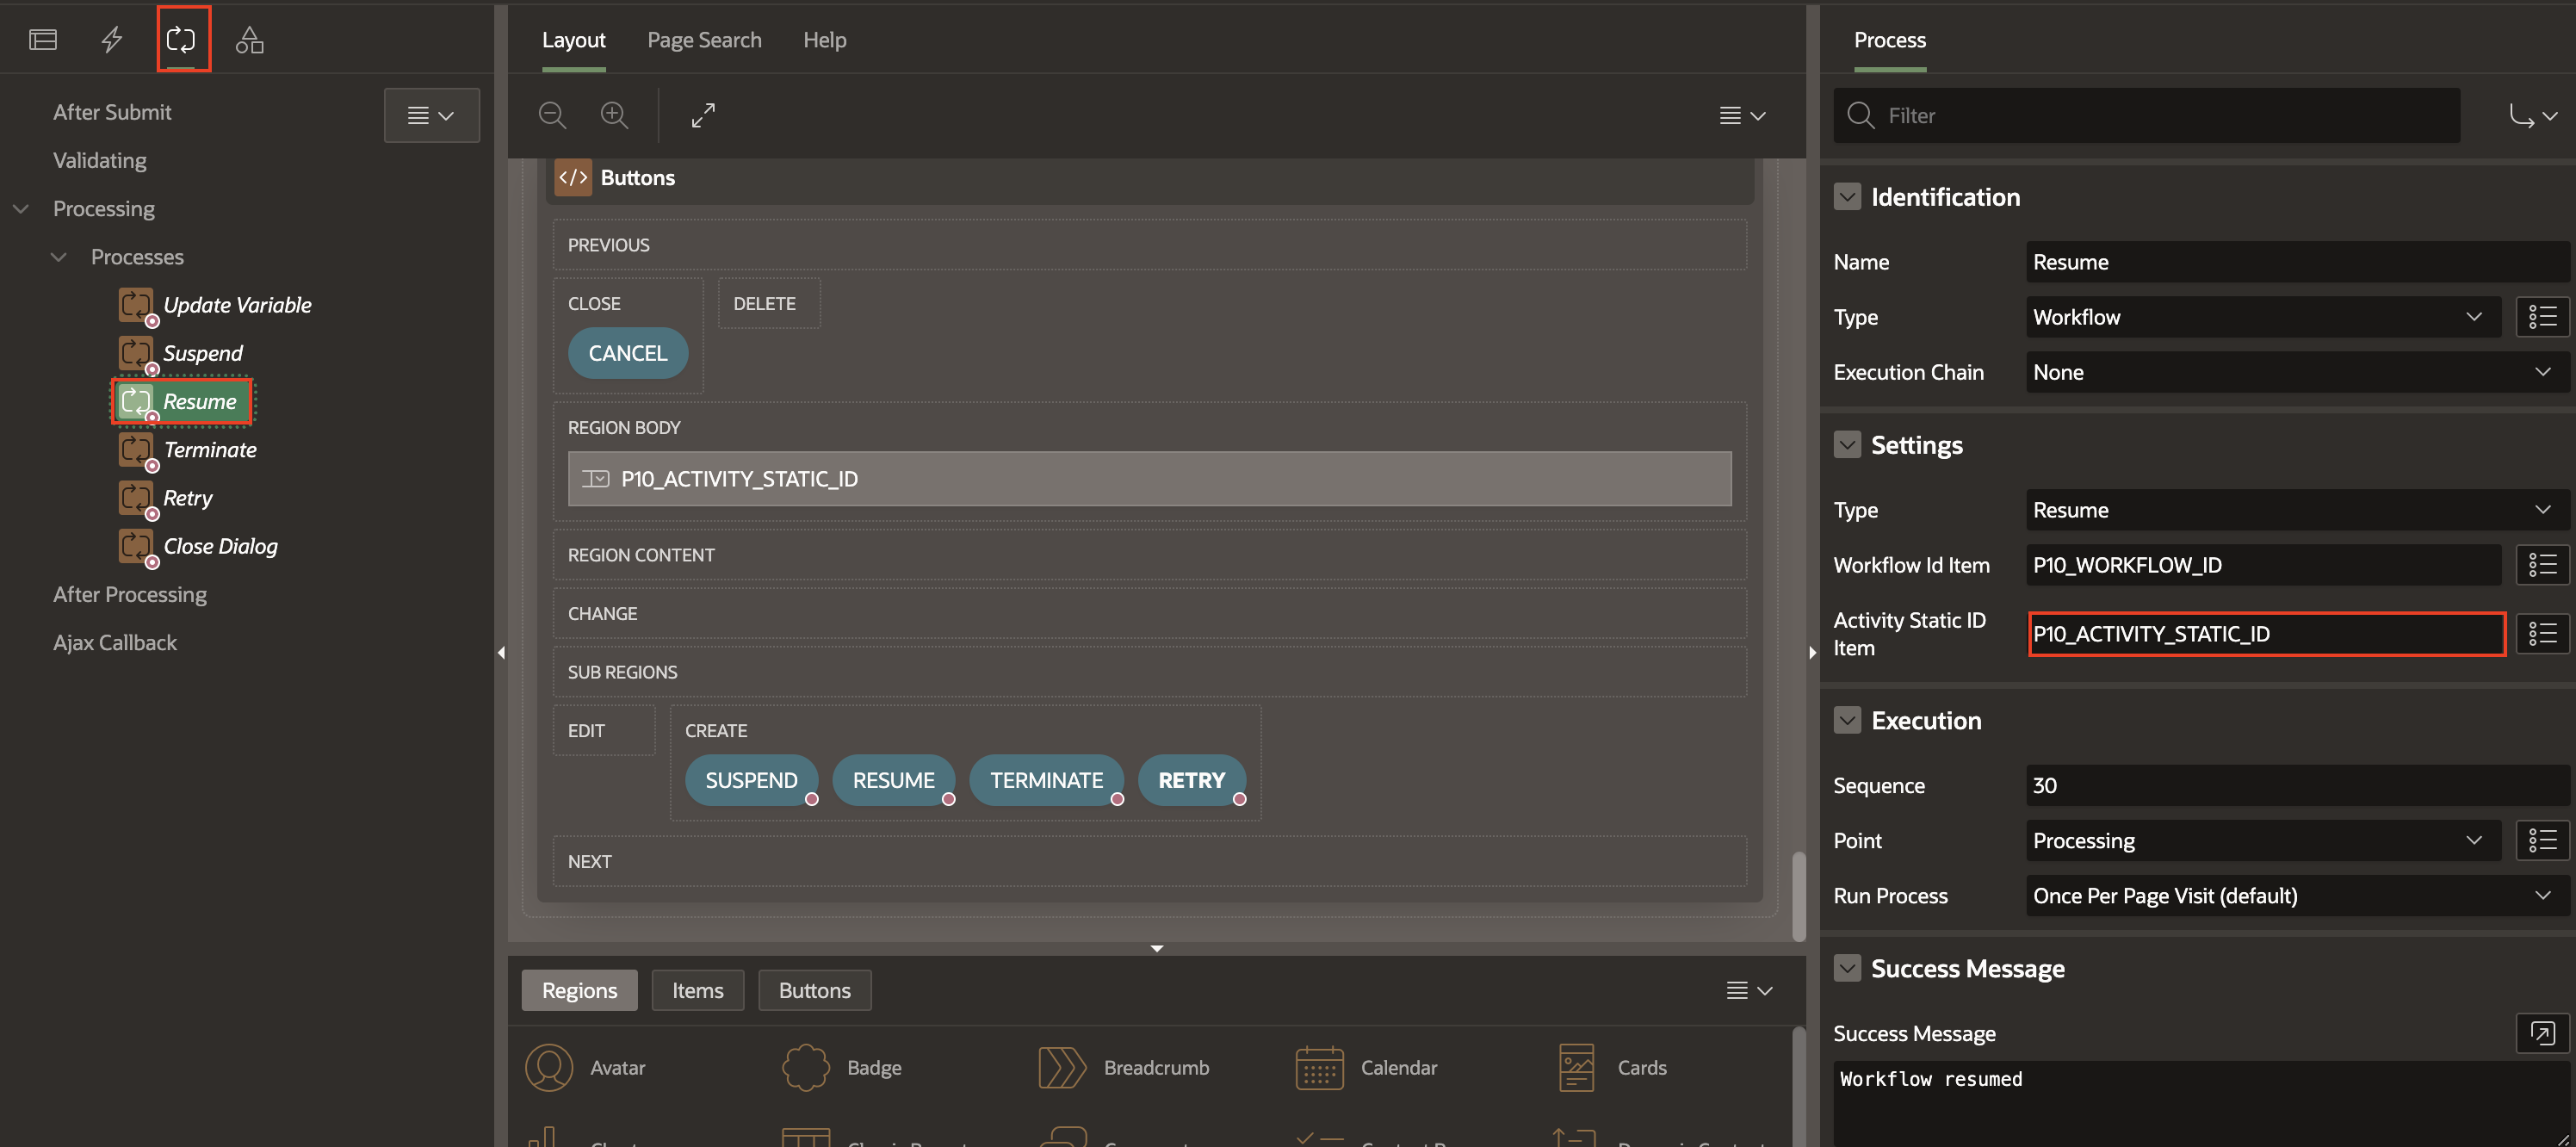 After Submit
Validating
Processing
Processes
Update Variable
Suspend
Resume
Terminate
Retry
Close Dialog
After Processing
Ajax Callback
Layout Page Search Help
</> Buttons
PREVIOUS
CLOSE DELETE
CANCEL
REGION BODY
P10_ACTIVITY_STATIC_ID
REGION CONTENT
CHANGE
SUB REGIONS
EDIT CREATE
SUSPEND RESUME TERMINATE RETRY
NEXT
Regions Items Buttons
Avatar Badge Breadcrumb Calendar Cards
Process
Filter
Identification
Name Resume
Type Workflow
Execution Chain None
Settings
Type Resume
Workflow Id Item P10_WORKFLOW_ID
Activity Static ID
Item P10_ACTIVITY_STATIC_ID
Execution
Sequence 30
Point Processing
Run Process Once Per Page Visit (default)
Success Message
Success Message
Workflow resumed